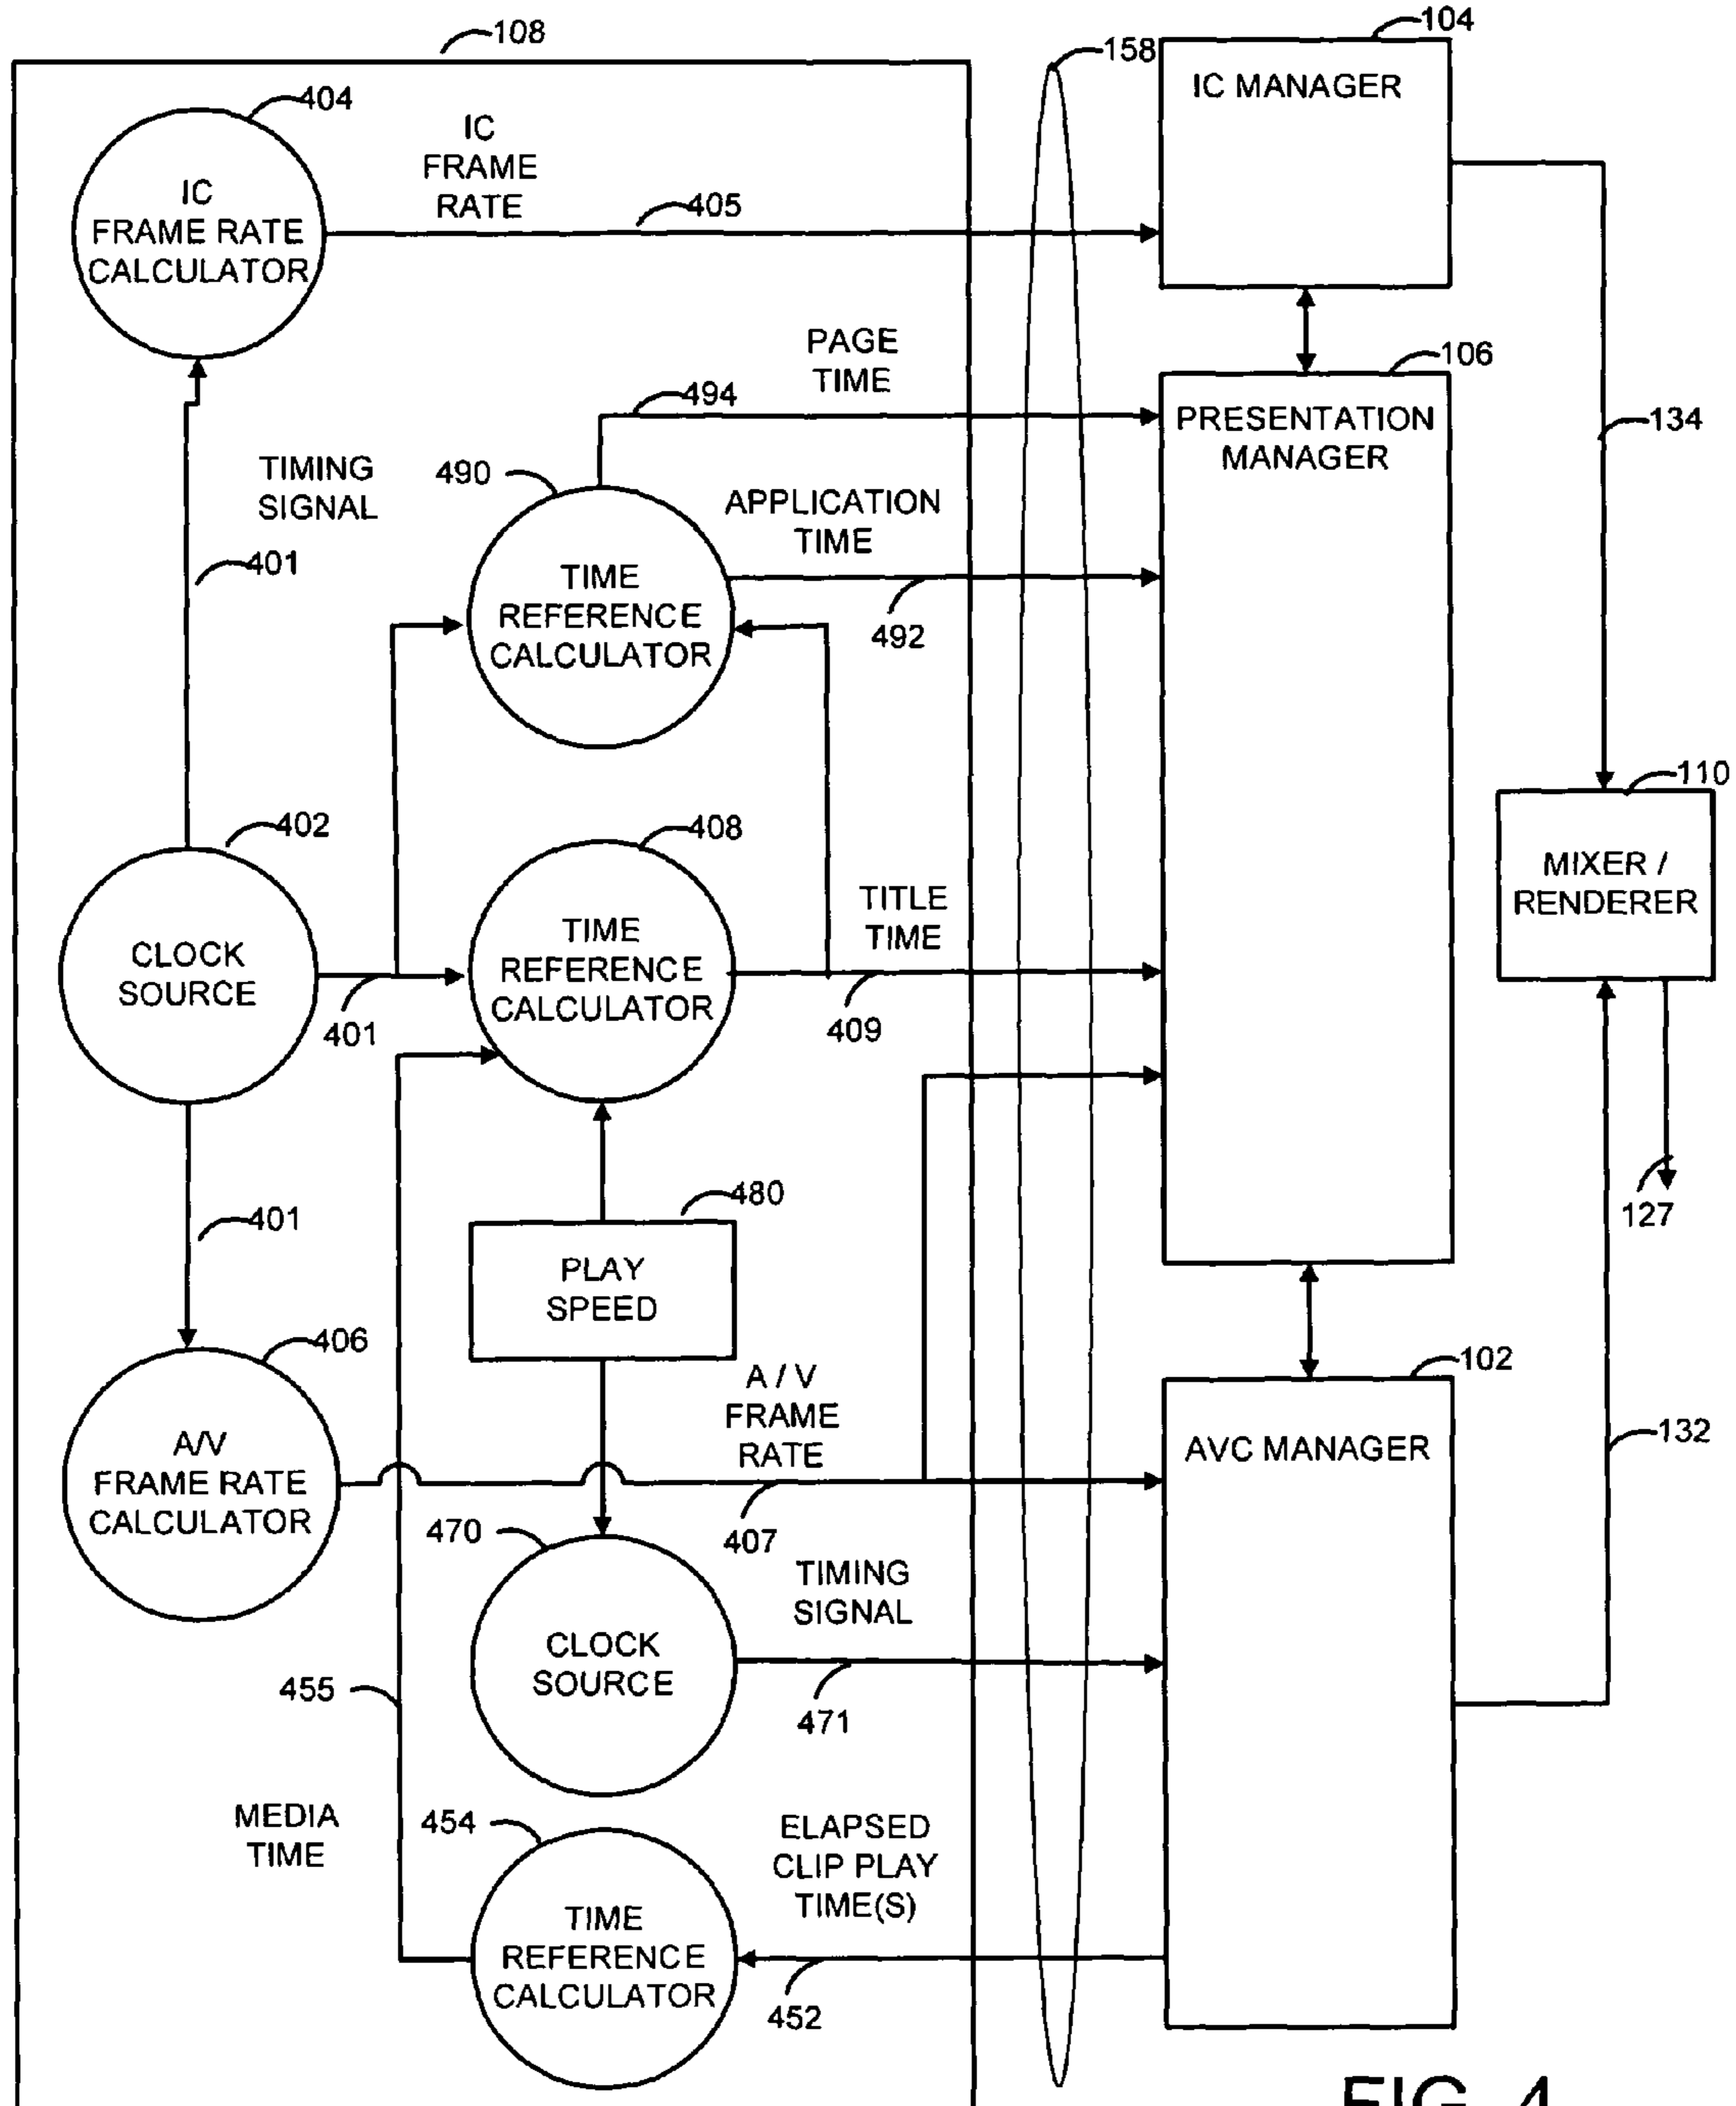 108
104
158
IC MANAGER
404
IC
FRAME
RATE
IC
FRAME RATE
CALCULATOR
405
PAGE
TIME
106
494
PRESENTATION
MANAGER
134
TIMING
SIGNAL
490
APPLICATION
TIME
401
TIME
REFERENCE
CALCULATOR
492
110
402
408
MIXER /
RENDERER
TITLE
TIME
CLOCK
SOURCE
TIME
REFERENCE
CALCULATOR
401
409
480
127
401
PLAY
SPEED
406
102
A / V
FRAME
RATE
132
A/V
FRAME RATE
CALCULATOR
AVC MANAGER
470
407
TIMING
SIGNAL
CLOCK
SOURCE
455
471
MEDIA
TIME
454
ELAPSED
CLIP PLAY
TIME(S)
TIME
REFERENCE
CALCULATOR
452
FIG. 4